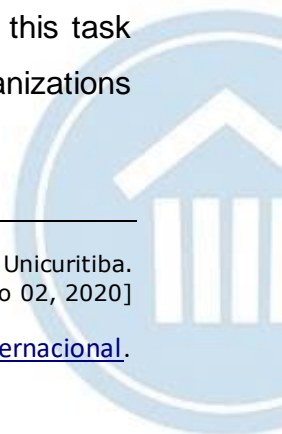 this task
anizations
Unicuritiba.
o 02, 2020]
ernacional.